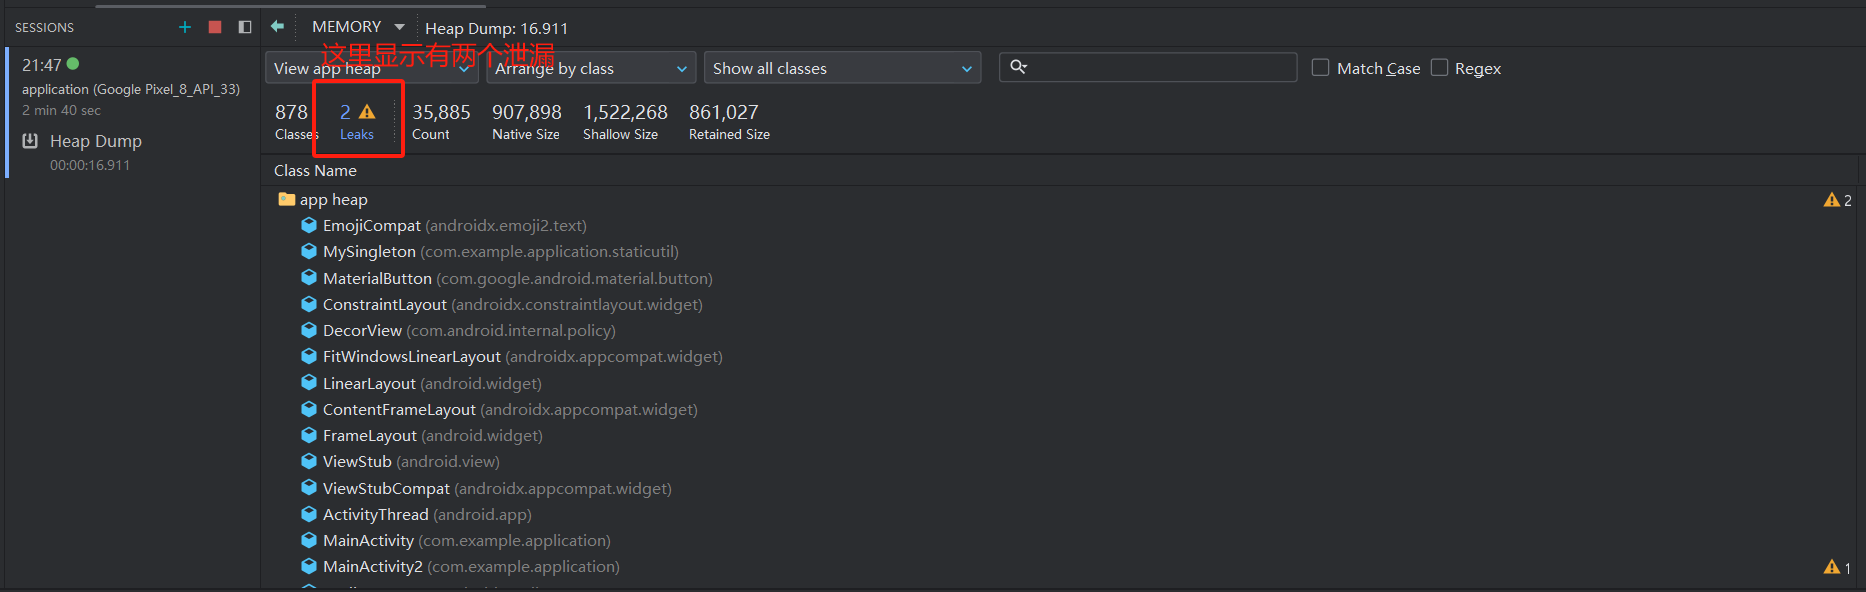 SESSIONS
MEMORY
Heap Dump: 16.911
这里显示有两个泄漏
21:47
application (Google Pixel_8_API_33)
2 min 40 sec
Heap Dump
00:00:16.911
View app heap
Arrange by class
Show all classes
Match Case
Regex
878
Classes
2
Leaks
35,885
Count
907,898
Native Size
1,522,268
Shallow Size
861,027
Retained Size
Class Name
app heap
2
EmojiCompat (androidx.emoji2.text)
MySingleton (com.example.application.staticutil)
MaterialButton (com.google.android.material.button)
ConstraintLayout (androidx.constraintlayout.widget)
DecorView (com.android.internal.policy)
FitWindowsLinearLayout (androidx.appcompat.widget)
LinearLayout (android.widget)
ContentFrameLayout (androidx.appcompat.widget)
FrameLayout (android.widget)
ViewStub (android.view)
ViewStubCompat (androidx.appcompat.widget)
ActivityThread (android.app)
MainActivity (com.example.application)
MainActivity2 (com.example.application)
1